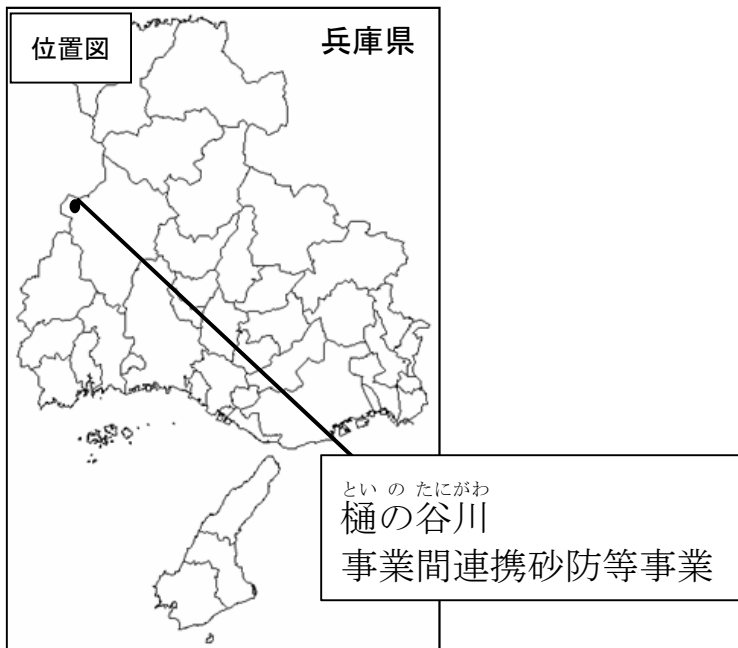 位置図
兵庫県
といのたにがわ
樋の谷川
事業間連携砂防等事業